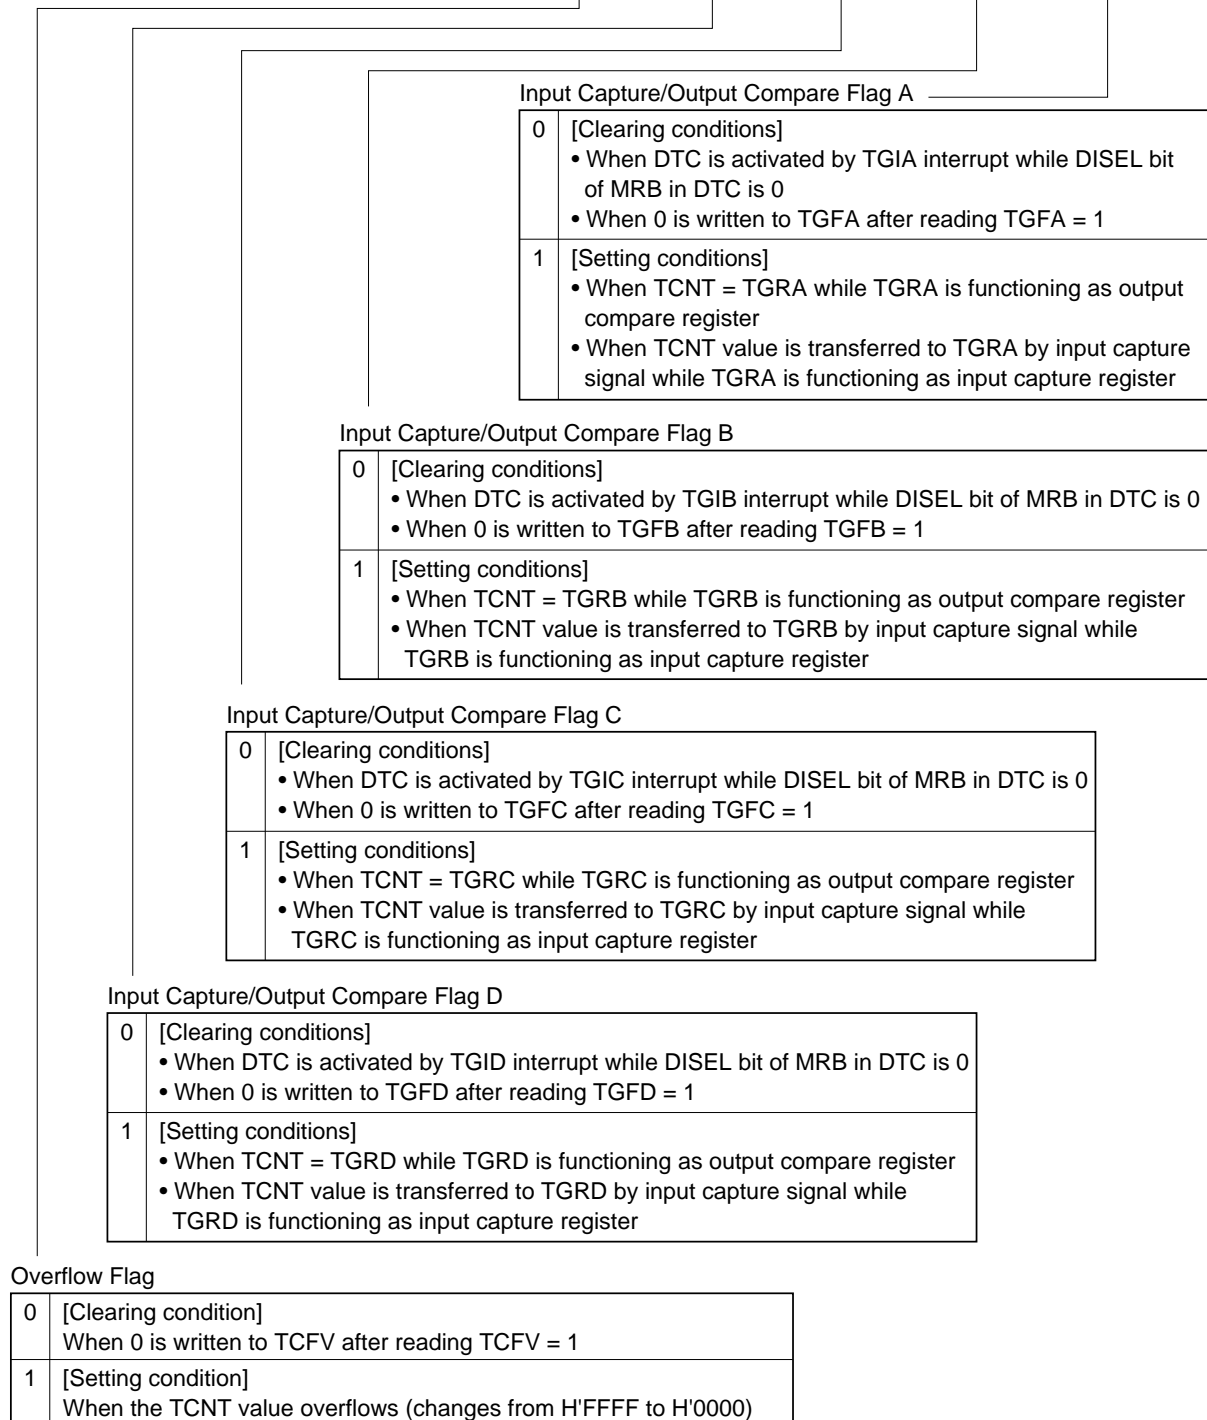 Input Capture/Output Compare Flag A
0 [Clearing conditions]
• When DTC is activated by TGIA interrupt while DISEL bit
of MRB in DTC is 0
• When 0 is written to TGFA after reading TGFA = 1
1 [Setting conditions]
• When TCNT = TGRA while TGRA is functioning as output
compare register
• When TCNT value is transferred to TGRA by input capture
signal while TGRA is functioning as input capture register
Input Capture/Output Compare Flag B
0 [Clearing conditions]
• When DTC is activated by TGIB interrupt while DISEL bit of MRB in DTC is 0
• When 0 is written to TGFB after reading TGFB = 1
1 [Setting conditions]
• When TCNT = TGRB while TGRB is functioning as output compare register
• When TCNT value is transferred to TGRB by input capture signal while
TGRB is functioning as input capture register
Input Capture/Output Compare Flag C
0 [Clearing conditions]
• When DTC is activated by TGIC interrupt while DISEL bit of MRB in DTC is 0
• When 0 is written to TGFC after reading TGFC = 1
1 [Setting conditions]
• When TCNT = TGRC while TGRC is functioning as output compare register
• When TCNT value is transferred to TGRC by input capture signal while
TGRC is functioning as input capture register
Input Capture/Output Compare Flag D
0 [Clearing conditions]
• When DTC is activated by TGID interrupt while DISEL bit of MRB in DTC is 0
• When 0 is written to TGFD after reading TGFD = 1
1 [Setting conditions]
• When TCNT = TGRD while TGRD is functioning as output compare register
• When TCNT value is transferred to TGRD by input capture signal while
TGRD is functioning as input capture register
Overflow Flag
0 [Clearing condition]
When 0 is written to TCFV after reading TCFV = 1
1 [Setting condition]
When the TCNT value overflows (changes from H'FFFF to H'0000)